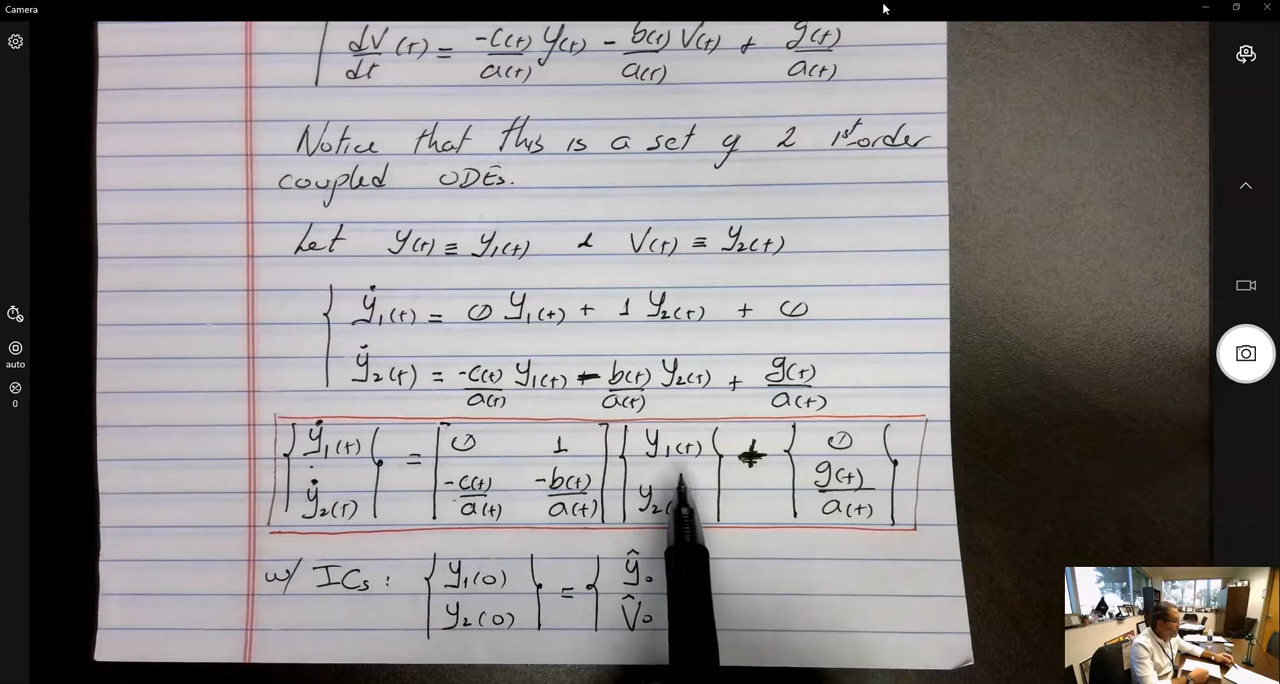 Camera
dV(t)/dt = -c(t)/a(t) y(t) - b(t)/a(t) V(t) + g(t)/a(t)
Notice that this is a set of 2 1st order
coupled ODEs.
Let y(t) ≡ y1(t) & V(t) ≡ y2(t)
ẏ1(t) = 0 y1(t) + 1 y2(t) + 0
ẏ2(t) = -c(t)/a(t) y1(t) - b(t)/a(t) y2(t) + g(t)/a(t)
{ẏ1(t) ẏ2(t)} = [0 1 -c(t)/a(t) -b(t)/a(t)] {y1(t) y2(} + {0 g(t)/a(t)}
w/ ICs: {y1(0) y2(0)} = {ŷ0 V̂0
auto
0